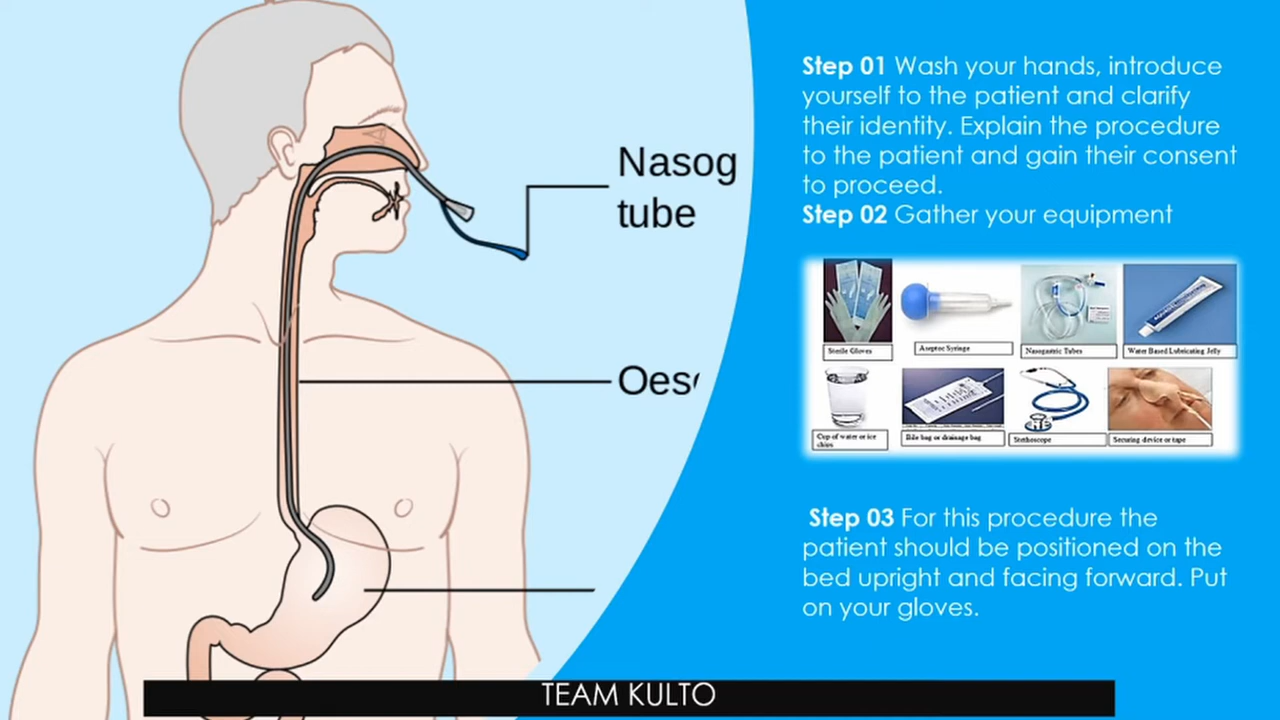 Nasog
tube
Oeso
Step 01 Wash your hands, introduce
yourself to the patient and clarify
their identity. Explain the procedure
to the patient and gain their consent
to proceed.
Step 02 Gather your equipment
Sterile Gloves
Aseptoc Syringe
Nasogastric Tubes
Water Based Lubricating Jelly
Cup of water or ice
chips
Bile bag or drainage bag
Stethoscope
Securing device or tape
Step 03 For this procedure the
patient should be positioned on the
bed upright and facing forward. Put
on your gloves.
TEAM KULTO